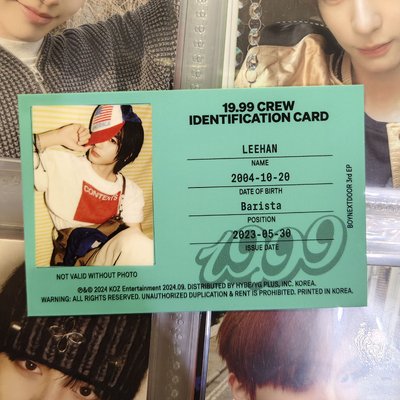 19.99 CREW
IDENTIFICATION CARD
LEEHAN
NAME
2004-10-20
DATE OF BIRTH
Barista
POSITION
2023-05-30
ISSUE DATE
1999
BOYNEXTDOOR 3rd EP
CONTENTS
NOT VALID WITHOUT PHOTO
℗&© 2024 KOZ Entertainment 2024.09. DISTRIBUTED BY HYBE/YG PLUS, INC. KOREA.
WARNING: ALL RIGHTS RESERVED. UNAUTHORIZED DUPLICATION & RENT IS PROHIBITED. PRINTED IN KOREA.